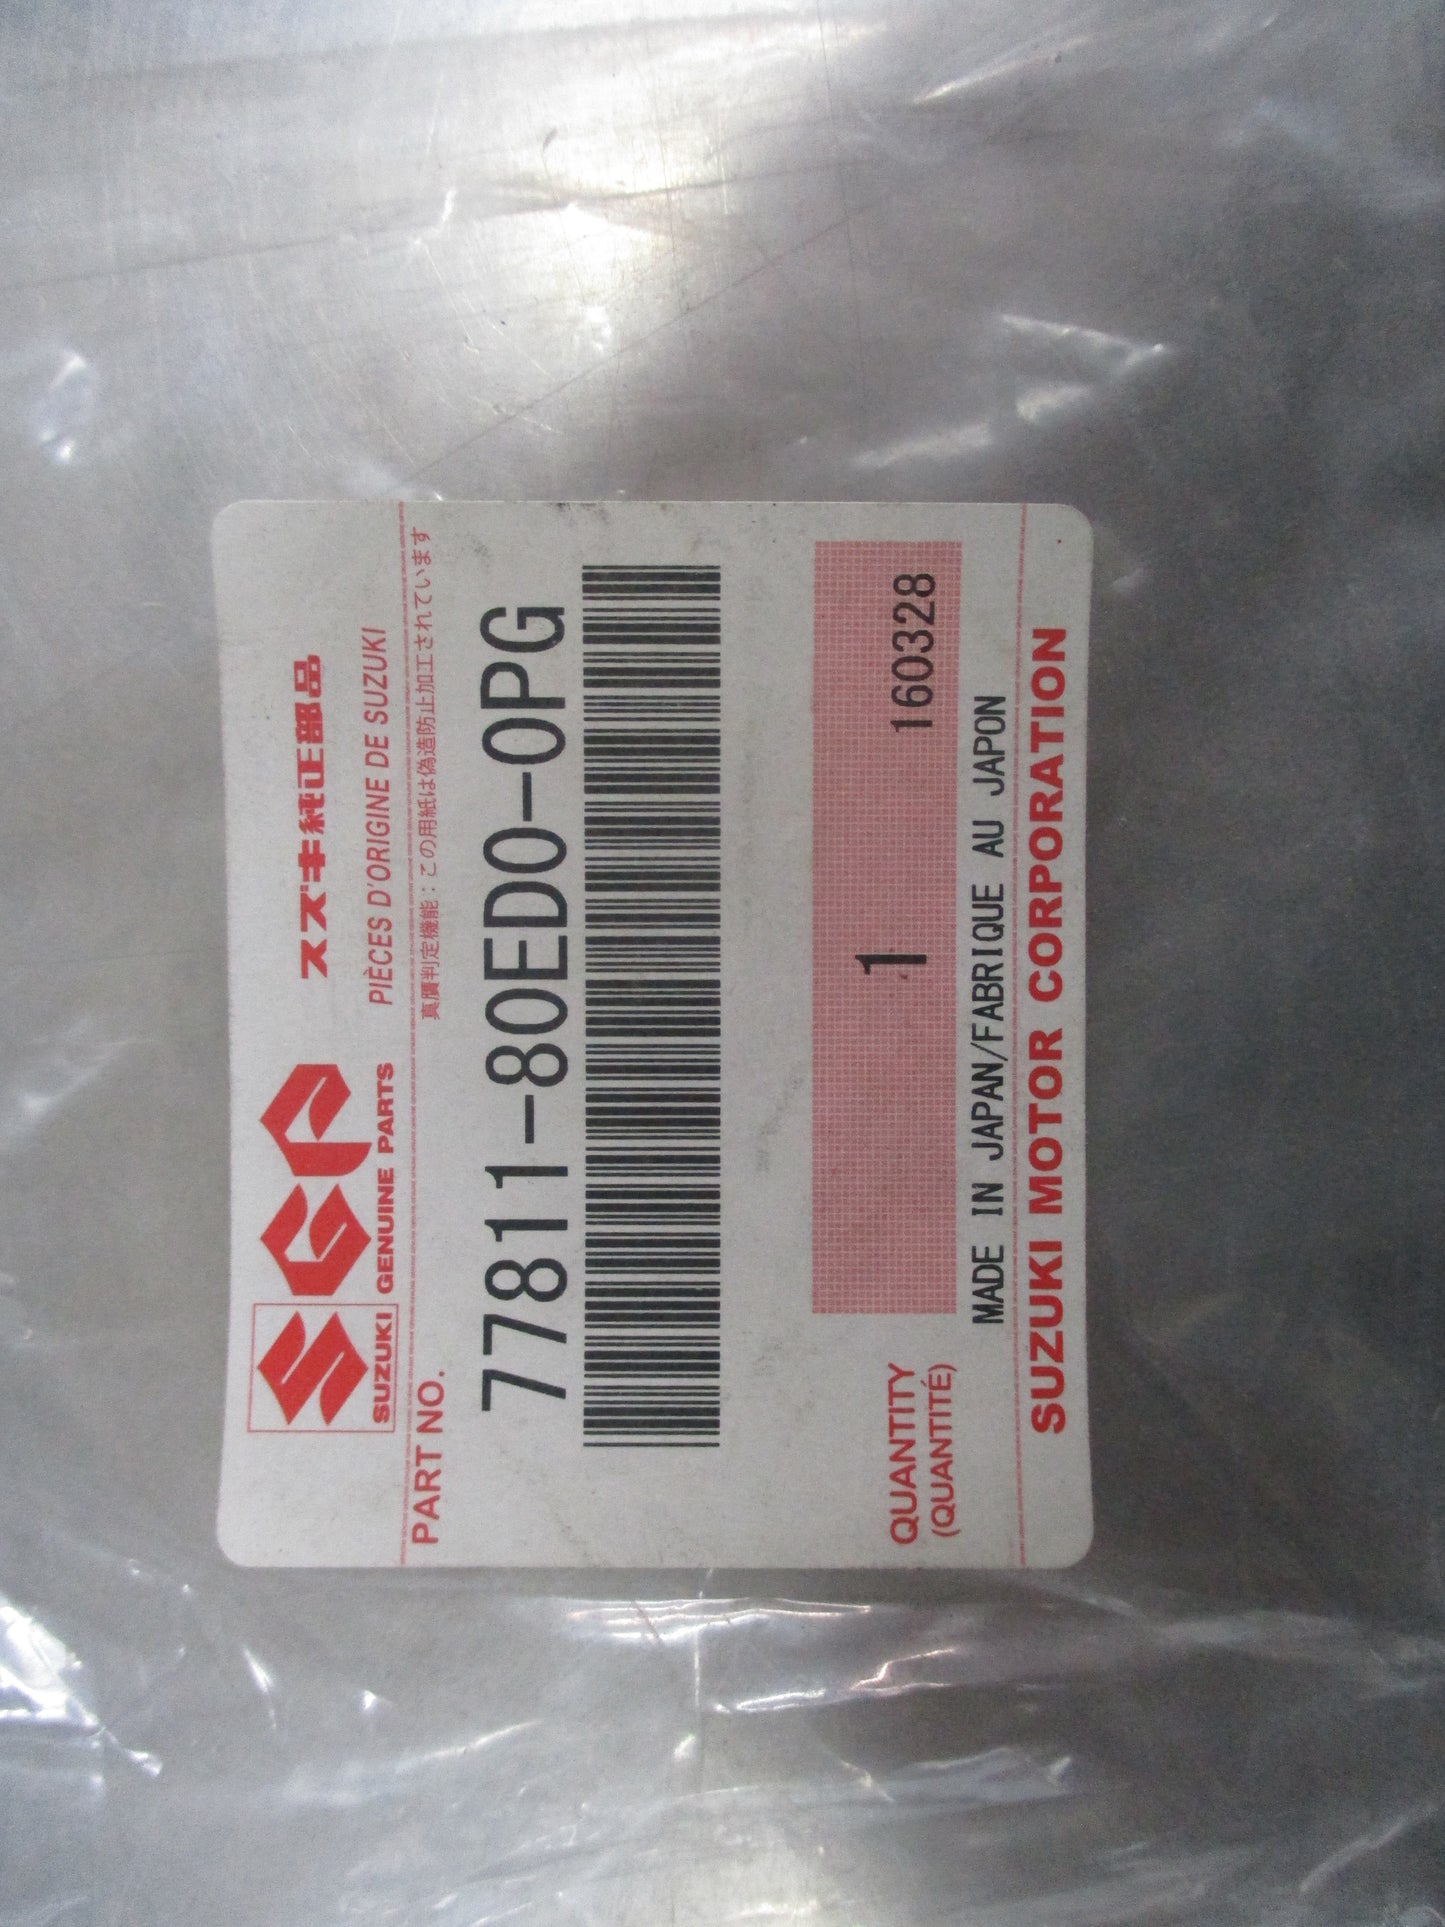 SUZUKI
SGP
GENUINE PARTS
スズキ純正部品
PIÈCES D'ORIGINE DE SUZUKI
真贋判定機能：この用紙は偽造防止加工されています
PART NO.
77811-80ED0-0PG
QUANTITY
(QUANTITÉ)
1
160328
MADE IN JAPAN/FABRIQUE AU JAPON
SUZUKI MOTOR CORPORATION